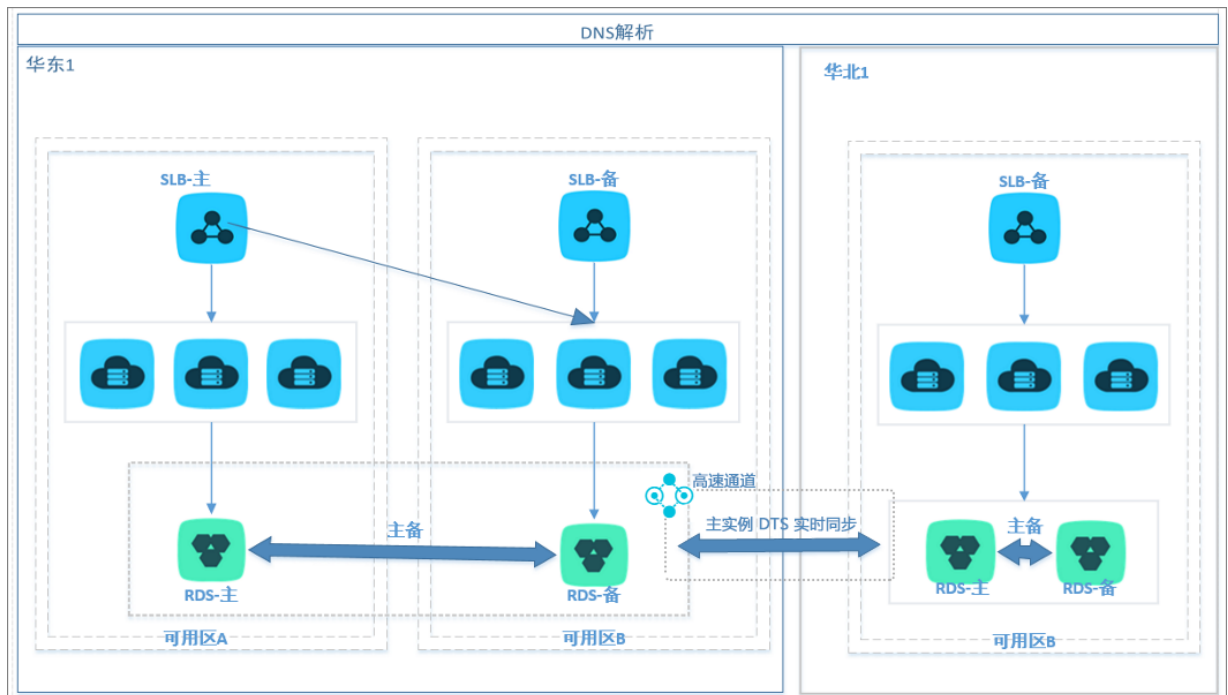 DNS解析
华东1
华北1
SLB-主
SLB-备
SLB-备
高速通道
主备
主实例 DTS 实时同步
主备
RDS-主
RDS-备
RDS-主
RDS-备
可用区A
可用区B
可用区B